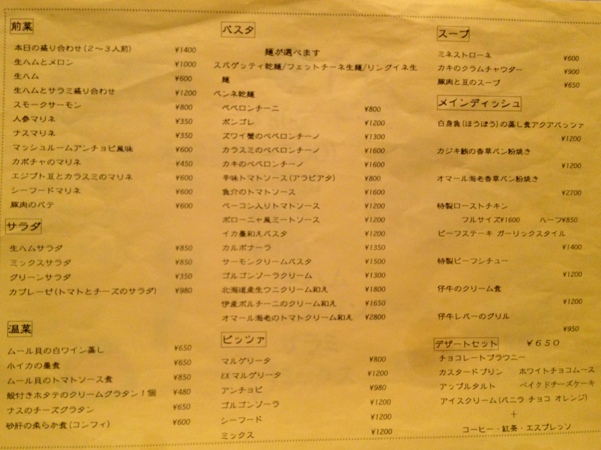 前菜
本日の盛り合わせ(2～3人前) ¥1400
生ハムとメロン ¥1000
生ハム ¥600
生ハムとサラミ盛り合わせ ¥1200
スモークサーモン ¥800
人参マリネ ¥350
ナスマリネ ¥350
マッシュルームアンチョビ風味 ¥600
カボチャのマリネ ¥450
エジプト豆とカラスミのマリネ ¥600
シーフードマリネ ¥600
豚肉のパテ ¥600
サラダ
生ハムサラダ ¥850
ミックスサラダ ¥850
グリーンサラダ ¥350
カプレーゼ(トマトとチーズのサラダ) ¥980
温菜
ムール貝の白ワイン蒸し ¥650
小イカの墨煮 ¥650
ムール貝のトマトソース煮 ¥850
殻付きホタテのクリームグラタン1個 ¥480
ナスのチーズグラタン ¥650
砂肝の柔らか煮(コンフィ) ¥600
パスタ
麺が選べます
スパゲッティ乾麺/フェットチーネ生麺/リングイネ生
麺
ペンネ乾麺
ペペロンチーニ ¥800
ボンゴレ ¥1200
ズワイ蟹のペペロンチーノ ¥1300
カラスミのペペロンチーノ ¥1600
カキのペペロンチーノ ¥1600
辛味トマトソース(アラビアタ) ¥800
魚介のトマトソース ¥1600
ベーコン入りトマトソース ¥1200
ボローニャ風ミートソース ¥1200
イカ墨和えパスタ ¥1200
カルボナーラ ¥1350
サーモンクリームパスタ ¥1500
ゴルゴンゾーラクリーム ¥1300
北海道産生ウニクリーム和え ¥1800
伊産ポルチーニのクリーム和え ¥1650
オマール海老のトマトクリーム和え ¥2800
ピッツァ
マルゲリータ ¥800
EXマルゲリータ ¥1200
アンチョビ ¥980
ゴルゴンゾーラ ¥1200
シーフード ¥1200
ミックス ¥1200
スープ
ミネストローネ ¥600
カキのクラムチャウダー ¥900
豚肉と豆のスープ ¥650
メインディッシュ
白身魚(ほうぼう)の蒸し煮アクアパッツァ
¥1200
カジキ鮪の香草パン粉焼き
¥1200
オマール海老香草パン粉焼き
¥2700
特製ローストチキン
フルサイズ¥1600 ハーフ¥850
ビーフステーキ ガーリックスタイル
¥1400
特製ビーフシチュー
¥1200
仔牛のクリーム煮
¥1200
仔牛レバーのグリル
¥950
デザートセット ¥650
チョコレートブラウニー
カスタードプリン ホワイトチョコムース
アップルタルト ベイクドチーズケーキ
アイスクリーム(バニラ チョコ オレンジ)
+
コーヒー・紅茶・エスプレッソ